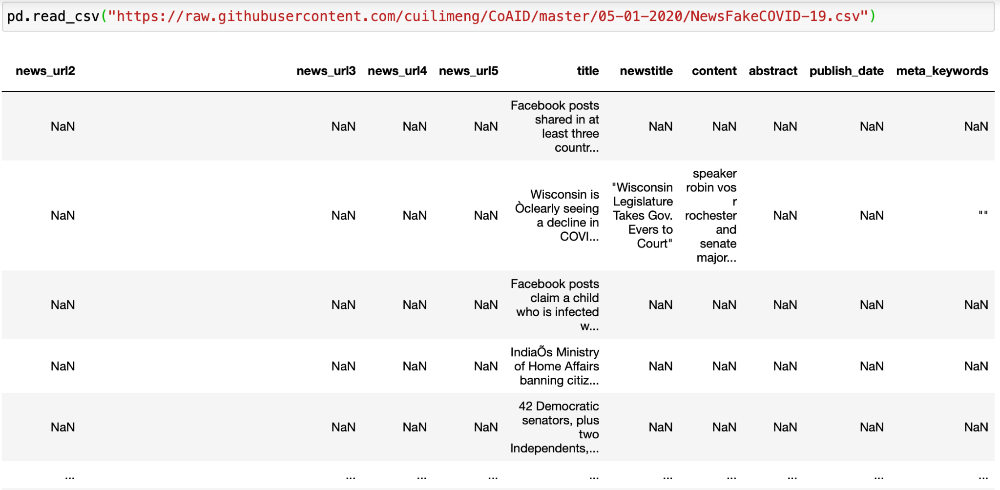 pd.read_csv("https://raw.githubusercontent.com/cuilimeng/CoAID/master/05-01-2020/NewsFakeCOVID-19.csv")
news_url2 news_url3 news_url4 news_url5 title newstitle content abstract publish_date meta_keywords
Facebook posts
shared in at
least three
countr...
NaN NaN NaN NaN NaN NaN NaN NaN NaN
Wisconsin is
Òclearly seeing
a decline in
COVI...
"Wisconsin
Legislature
Takes Gov.
Evers to
Court"
speaker
robin vos
r
rochester
and
senate
major...
NaN NaN NaN NaN NaN NaN ""
Facebook posts
claim a child
who is infected
w...
NaN NaN NaN NaN NaN NaN NaN NaN NaN
IndiaÕs Ministry
of Home Affairs
banning citiz...
NaN NaN NaN NaN NaN NaN NaN NaN NaN
42 Democratic
senators, plus
two
Independents,...
NaN NaN NaN NaN NaN NaN NaN NaN NaN
... ... ... ... ... ... ... ... ... ...